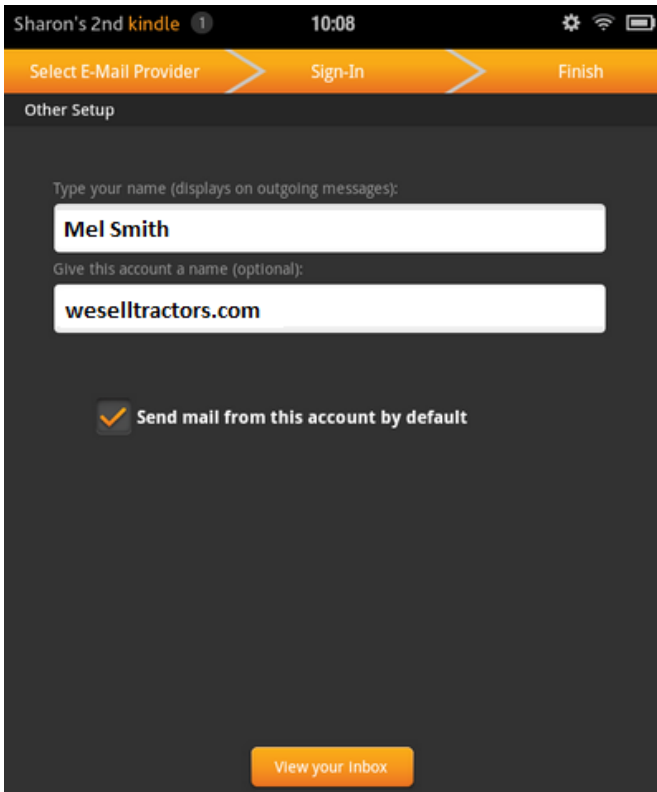 Sharon's 2nd kindle 1 10:08
Select E-Mail Provider Sign-In Finish
Other Setup
Type your name (displays on outgoing messages):
Mel Smith
Give this account a name (optional):
weselltractors.com
Send mail from this account by default
View your Inbox